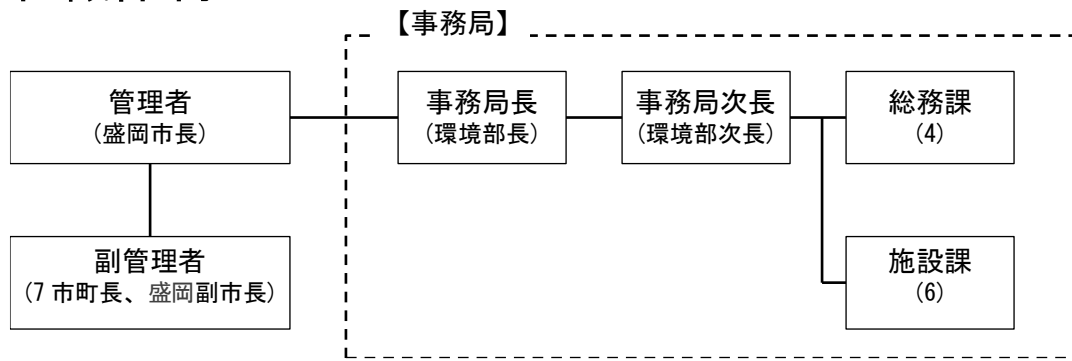 【事務局】
管理者
(盛岡市長)
事務局長
(環境部長)
事務局次長
(環境部次長)
総務課
(4)
副管理者
(7 市町長、盛岡副市長)
施設課
(6)